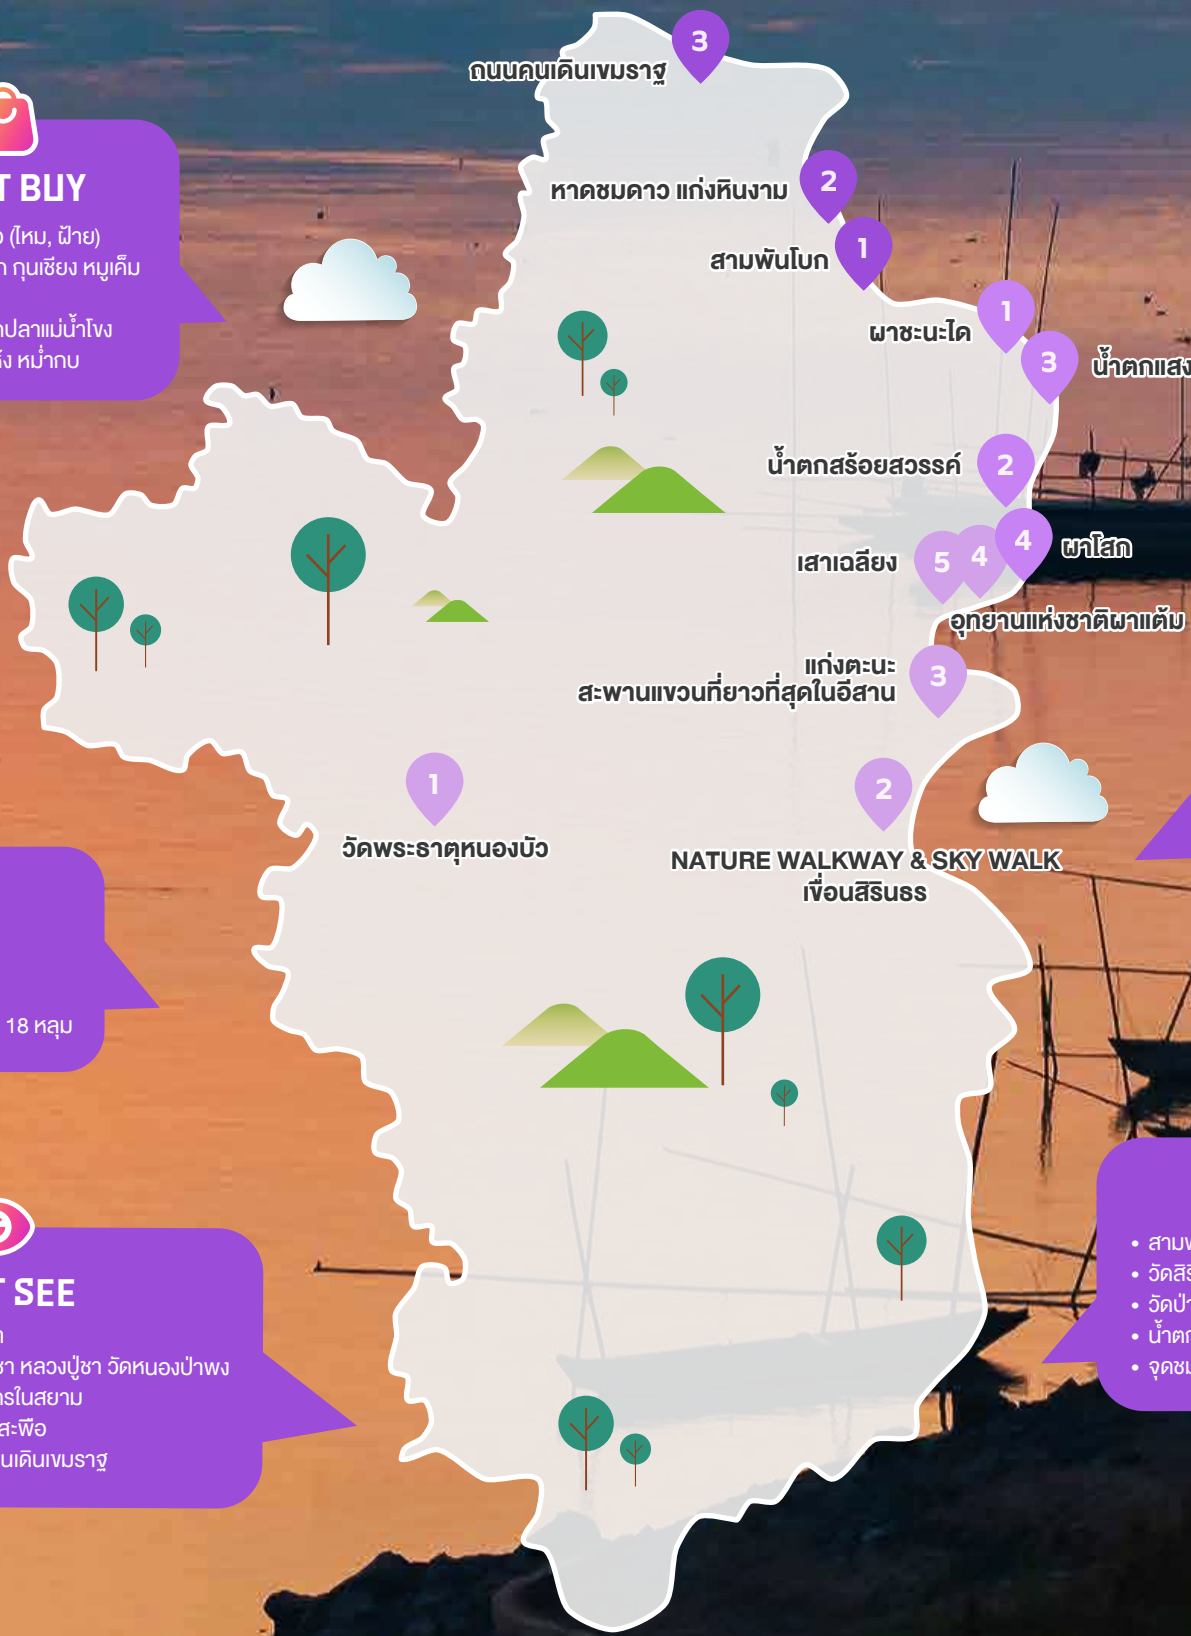 3
ถนนคนเดินเขมราฐ
BUY
(ไหม, ฝ้าย)
กุนเชียง หมูเค็ม
ปลาแม่น้ำโขง
หม่ำกบ
หาดชมดาว แก่งหินงาม
2
สามพันโบก
1
ผาชะนะได
1
3
น้ำตกแสง
น้ำตกสร้อยสวรรค์
2
เสาเฉลียง
5
4
4
ผาโสก
อุทยานแห่งชาติผาแต้ม
แก่งตะนะ
สะพานแขวนที่ยาวที่สุดในอีสาน
3
1
วัดพระธาตุหนองบัว
2
NATURE WALKWAY & SKY WALK
เขื่อนสิรินธร
18 หลุม
SEE
หลวงปู่ชา วัดหนองป่าพง
ในสยาม
สะพือ
นเดินเขมราฐ
• สามพ
• วัดสิริ
• วัดป่า
• น้ำตก
• จุดชม